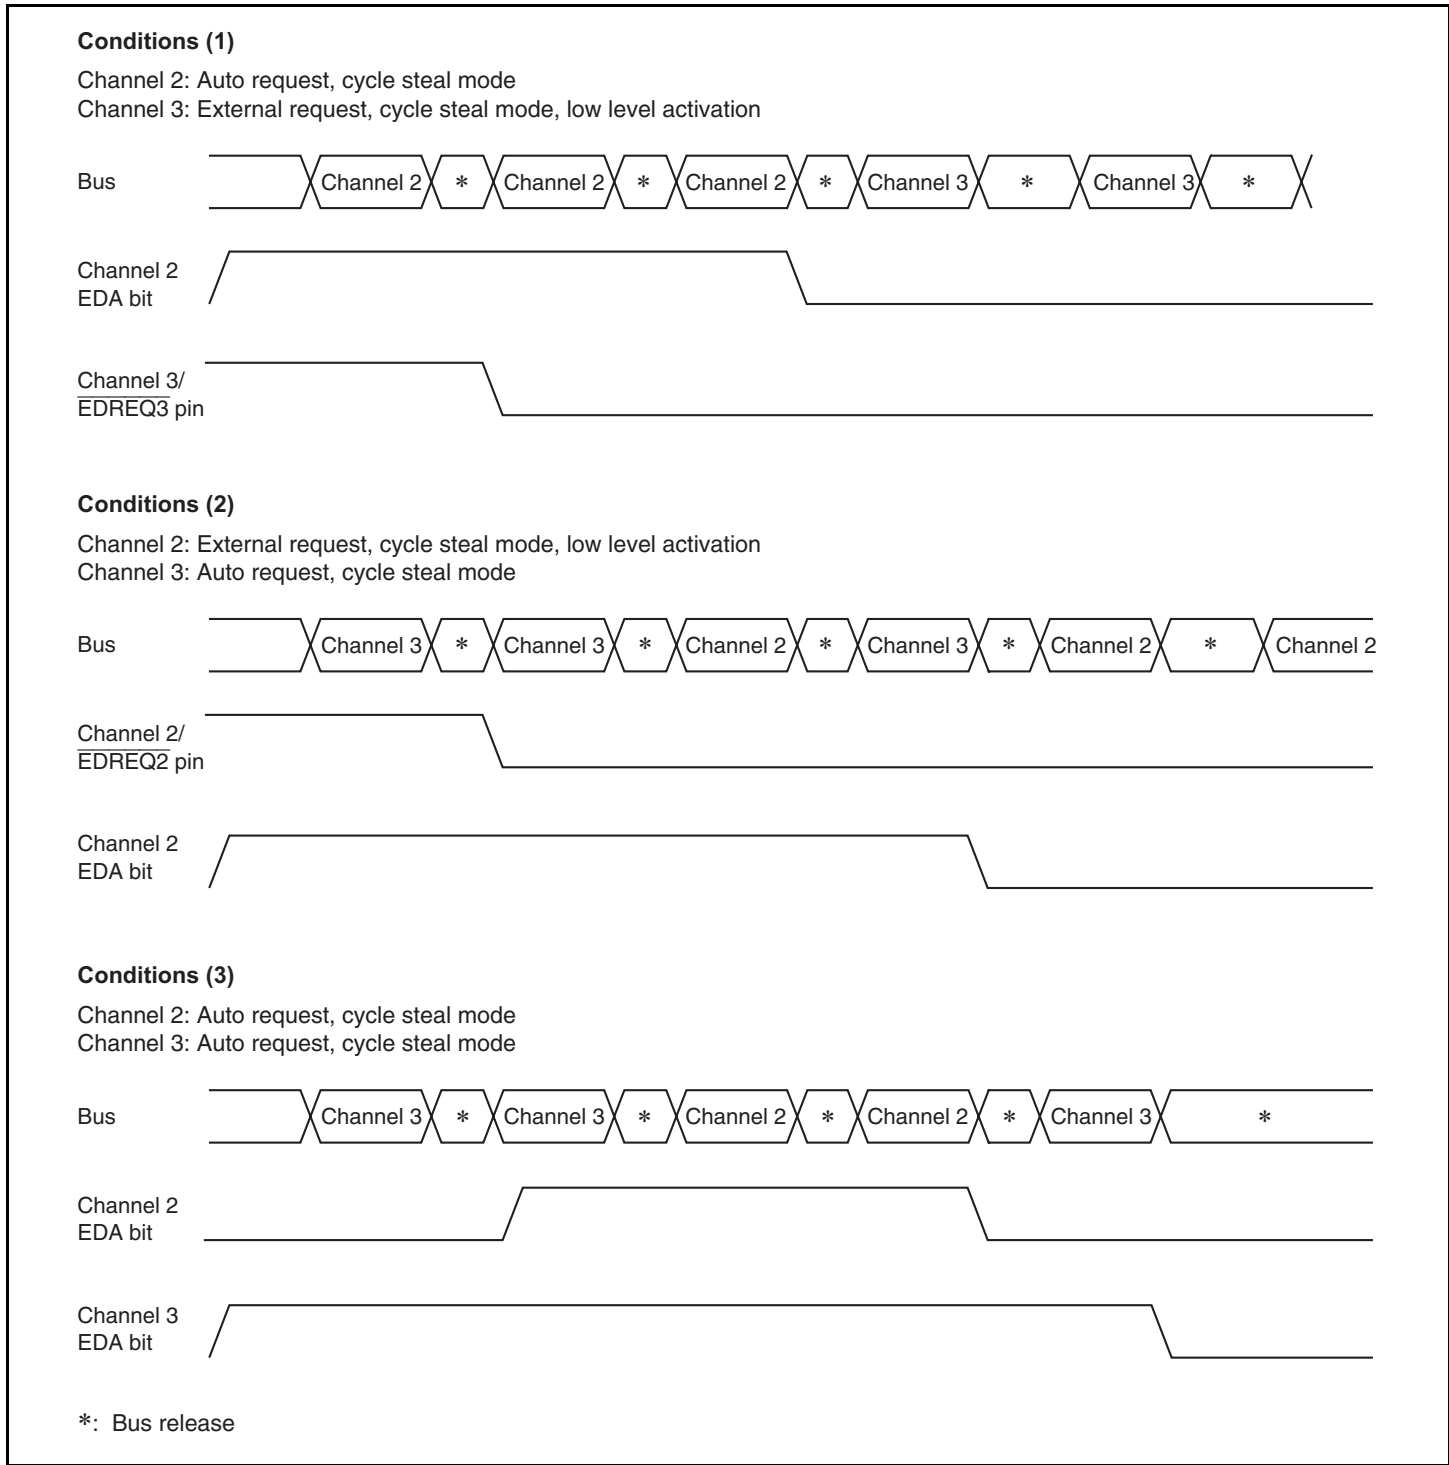 Conditions (1)
Channel 2: Auto request, cycle steal mode
Channel 3: External request, cycle steal mode, low level activation
Bus Channel 2 * Channel 2 * Channel 2 * Channel 3 * Channel 3 *
Channel 2
EDA bit
Channel 3/
EDREQ3 pin
Conditions (2)
Channel 2: External request, cycle steal mode, low level activation
Channel 3: Auto request, cycle steal mode
Bus Channel 3 * Channel 3 * Channel 2 * Channel 3 * Channel 2 * Channel 2
Channel 2/
EDREQ2 pin
Channel 2
EDA bit
Conditions (3)
Channel 2: Auto request, cycle steal mode
Channel 3: Auto request, cycle steal mode
Bus Channel 3 * Channel 3 * Channel 2 * Channel 2 * Channel 3 *
Channel 2
EDA bit
Channel 3
EDA bit
*: Bus release